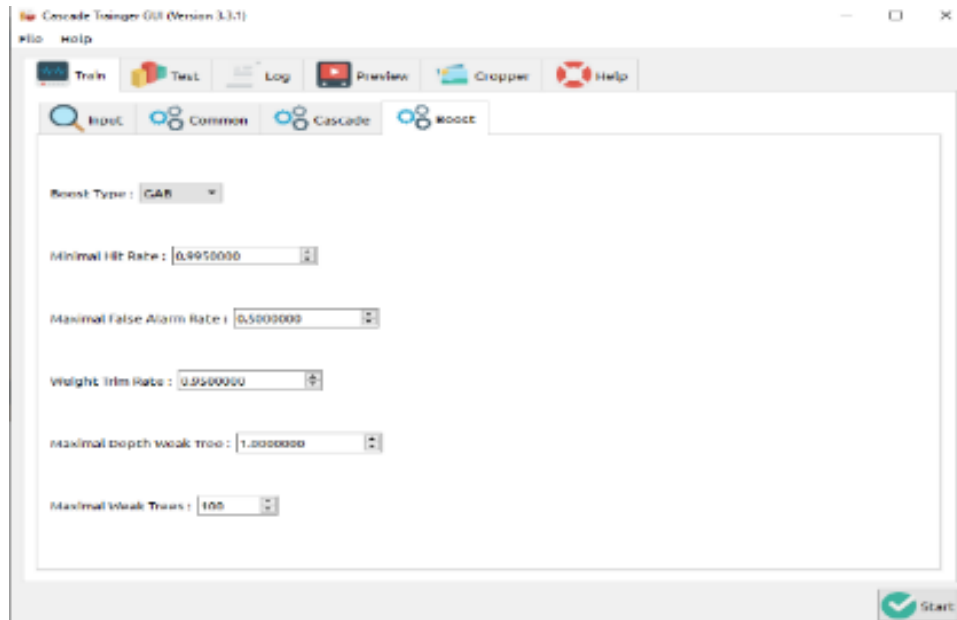 Cascade Trainger GUI (Version 3.3.1)
File Help
Train Test Log Preview Cropper Help
Input Common Cascade Boost
Boost Type : GAB
Minimal Hit Rate : 0.9950000
Maximal False Alarm Rate : 0.5000000
Weight Trim Rate : 0.9500000
Maximal Depth Weak Tree : 1.0000000
Maximal Weak Trees : 100
Start